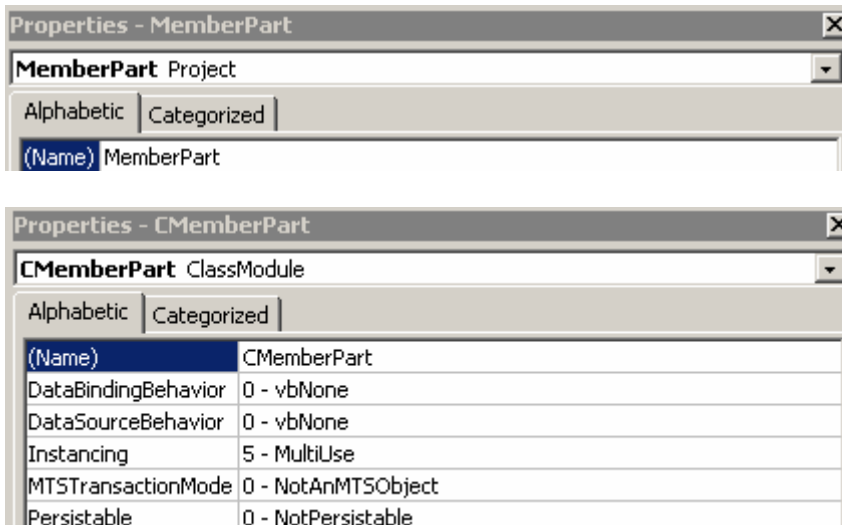 Properties - MemberPart
MemberPart Project
Alphabetic Categorized
(Name) MemberPart
Properties - CMemberPart
CMemberPart ClassModule
Alphabetic Categorized
(Name) CMemberPart
DataBindingBehavior 0 - vbNone
DataSourceBehavior 0 - vbNone
Instancing 5 - MultiUse
MTSTransactionMode 0 - NotAnMTSObject
Persistable 0 - NotPersistable